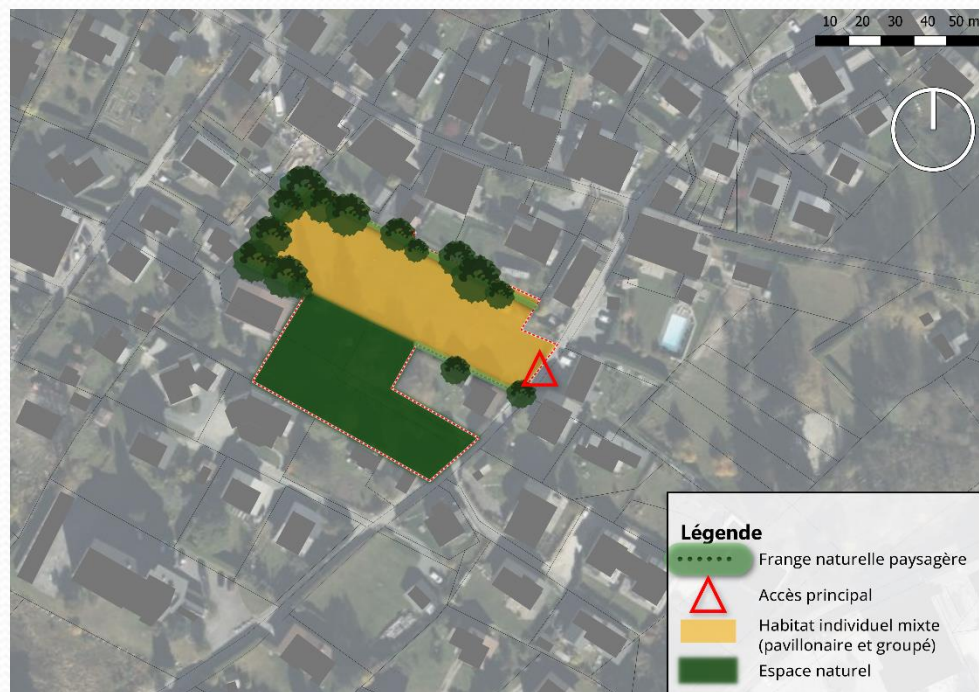 10 20 30 40 50 m
Légende
Frange naturelle paysagère
Accès principal
Habitat individuel mixte
(pavillonaire et groupé)
Espace naturel